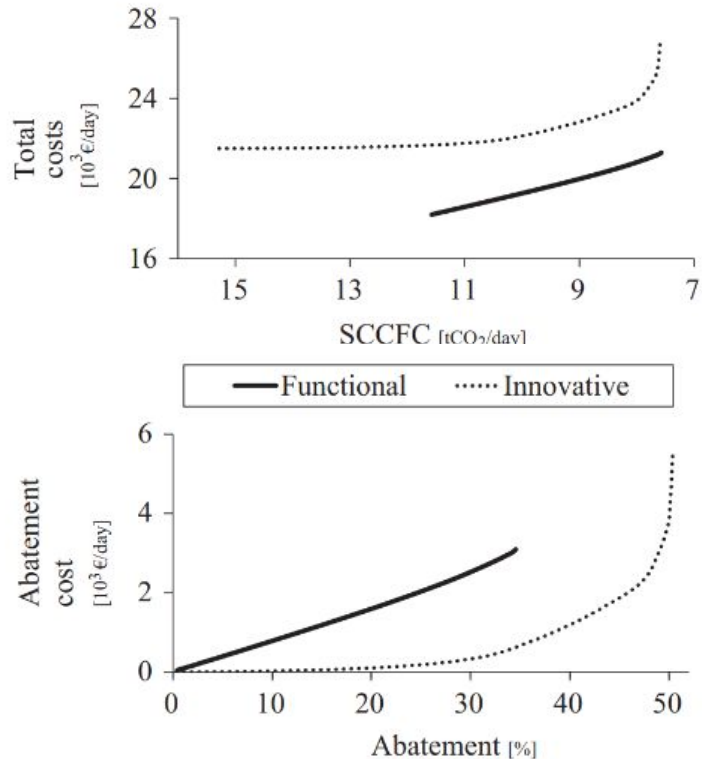 28
24
20
16
Total
costs
[10³ €/day]
15 13 11 9 7
SCCFC [tCO₂/day]
Functional Innovative
6
4
2
0
Abatement
cost
[10³ €/day]
0 10 20 30 40 50
Abatement [%]